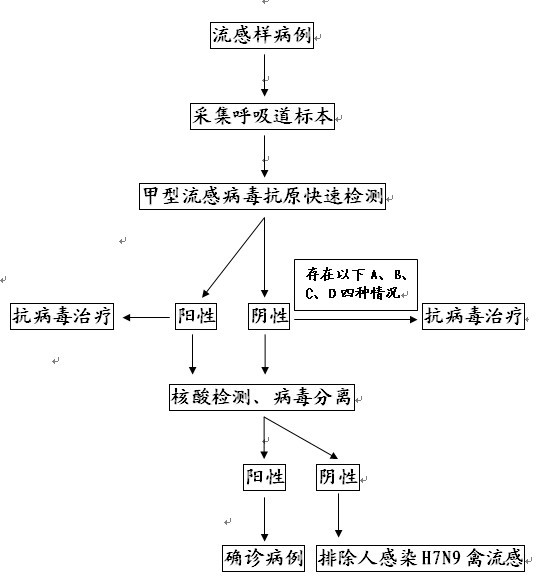 流感样病例
采集呼吸道标本
甲型流感病毒抗原快速检测
存在以下A、B、
C、D四种情况
抗病毒治疗
阳性
阴性
抗病毒治疗
核酸检测、病毒分离
阳性
阴性
确诊病例
排除人感染H7N9禽流感